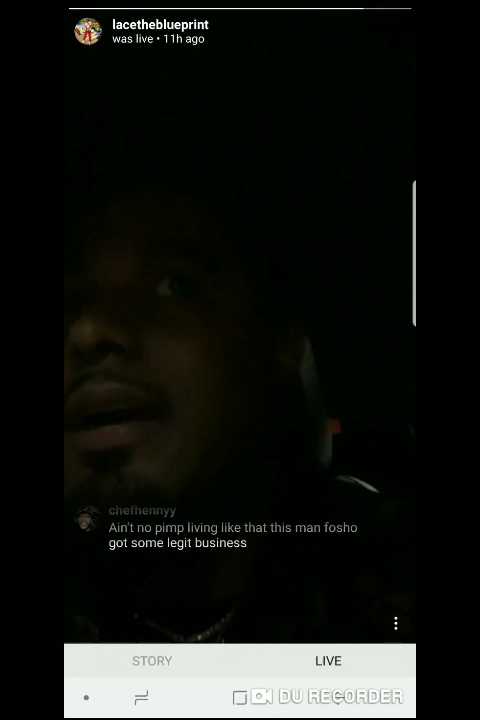 lacetheblueprint
was live • 11h ago
chefhennyy
Ain't no pimp living like that this man fosho
got some legit business
STORY
LIVE
DU RECORDER